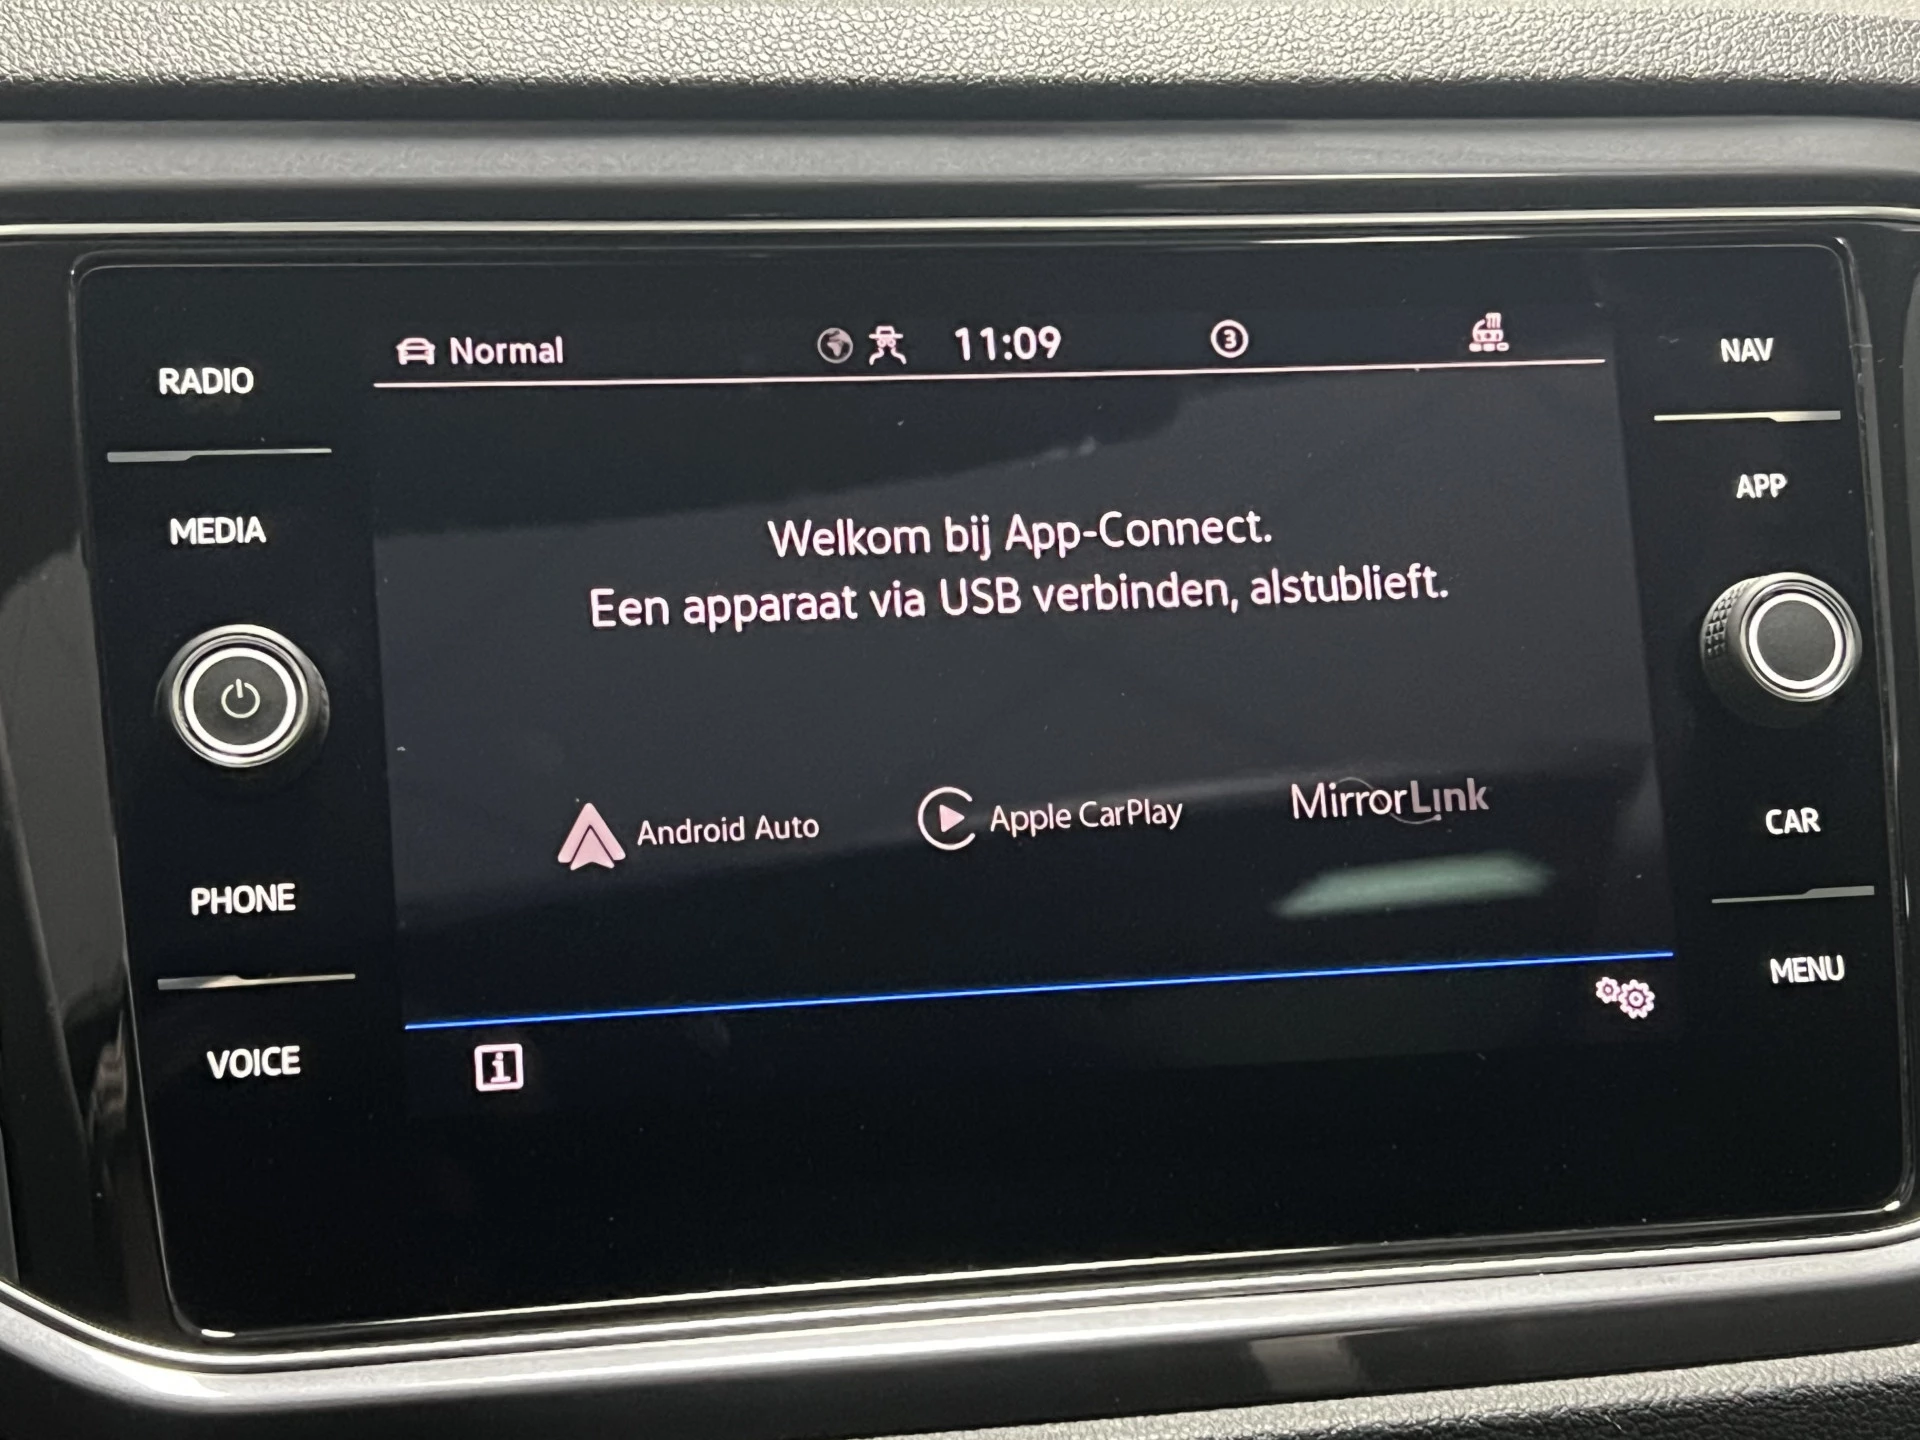 RADIO
MEDIA
PHONE
VOICE
Normal
11:09
3
Welkom bij App-Connect.
Een apparaat via USB verbinden, alstublieft.
Android Auto
Apple CarPlay
MirrorLink
i
NAV
APP
CAR
MENU